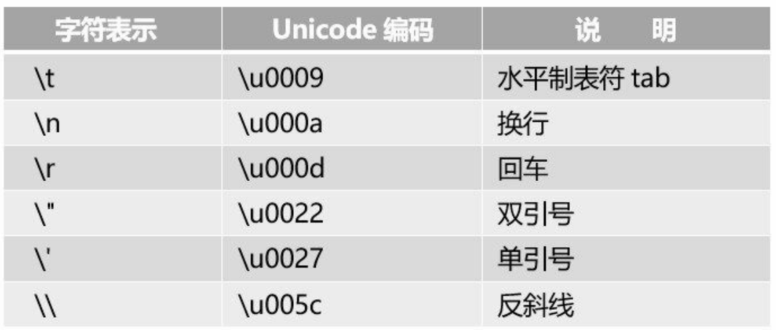 字符表示 Unicode 编码 说 明
\t \u0009 水平制表符 tab
\n \u000a 换行
\r \u000d 回车
\" \u0022 双引号
\' \u0027 单引号
\\ \u005c 反斜线